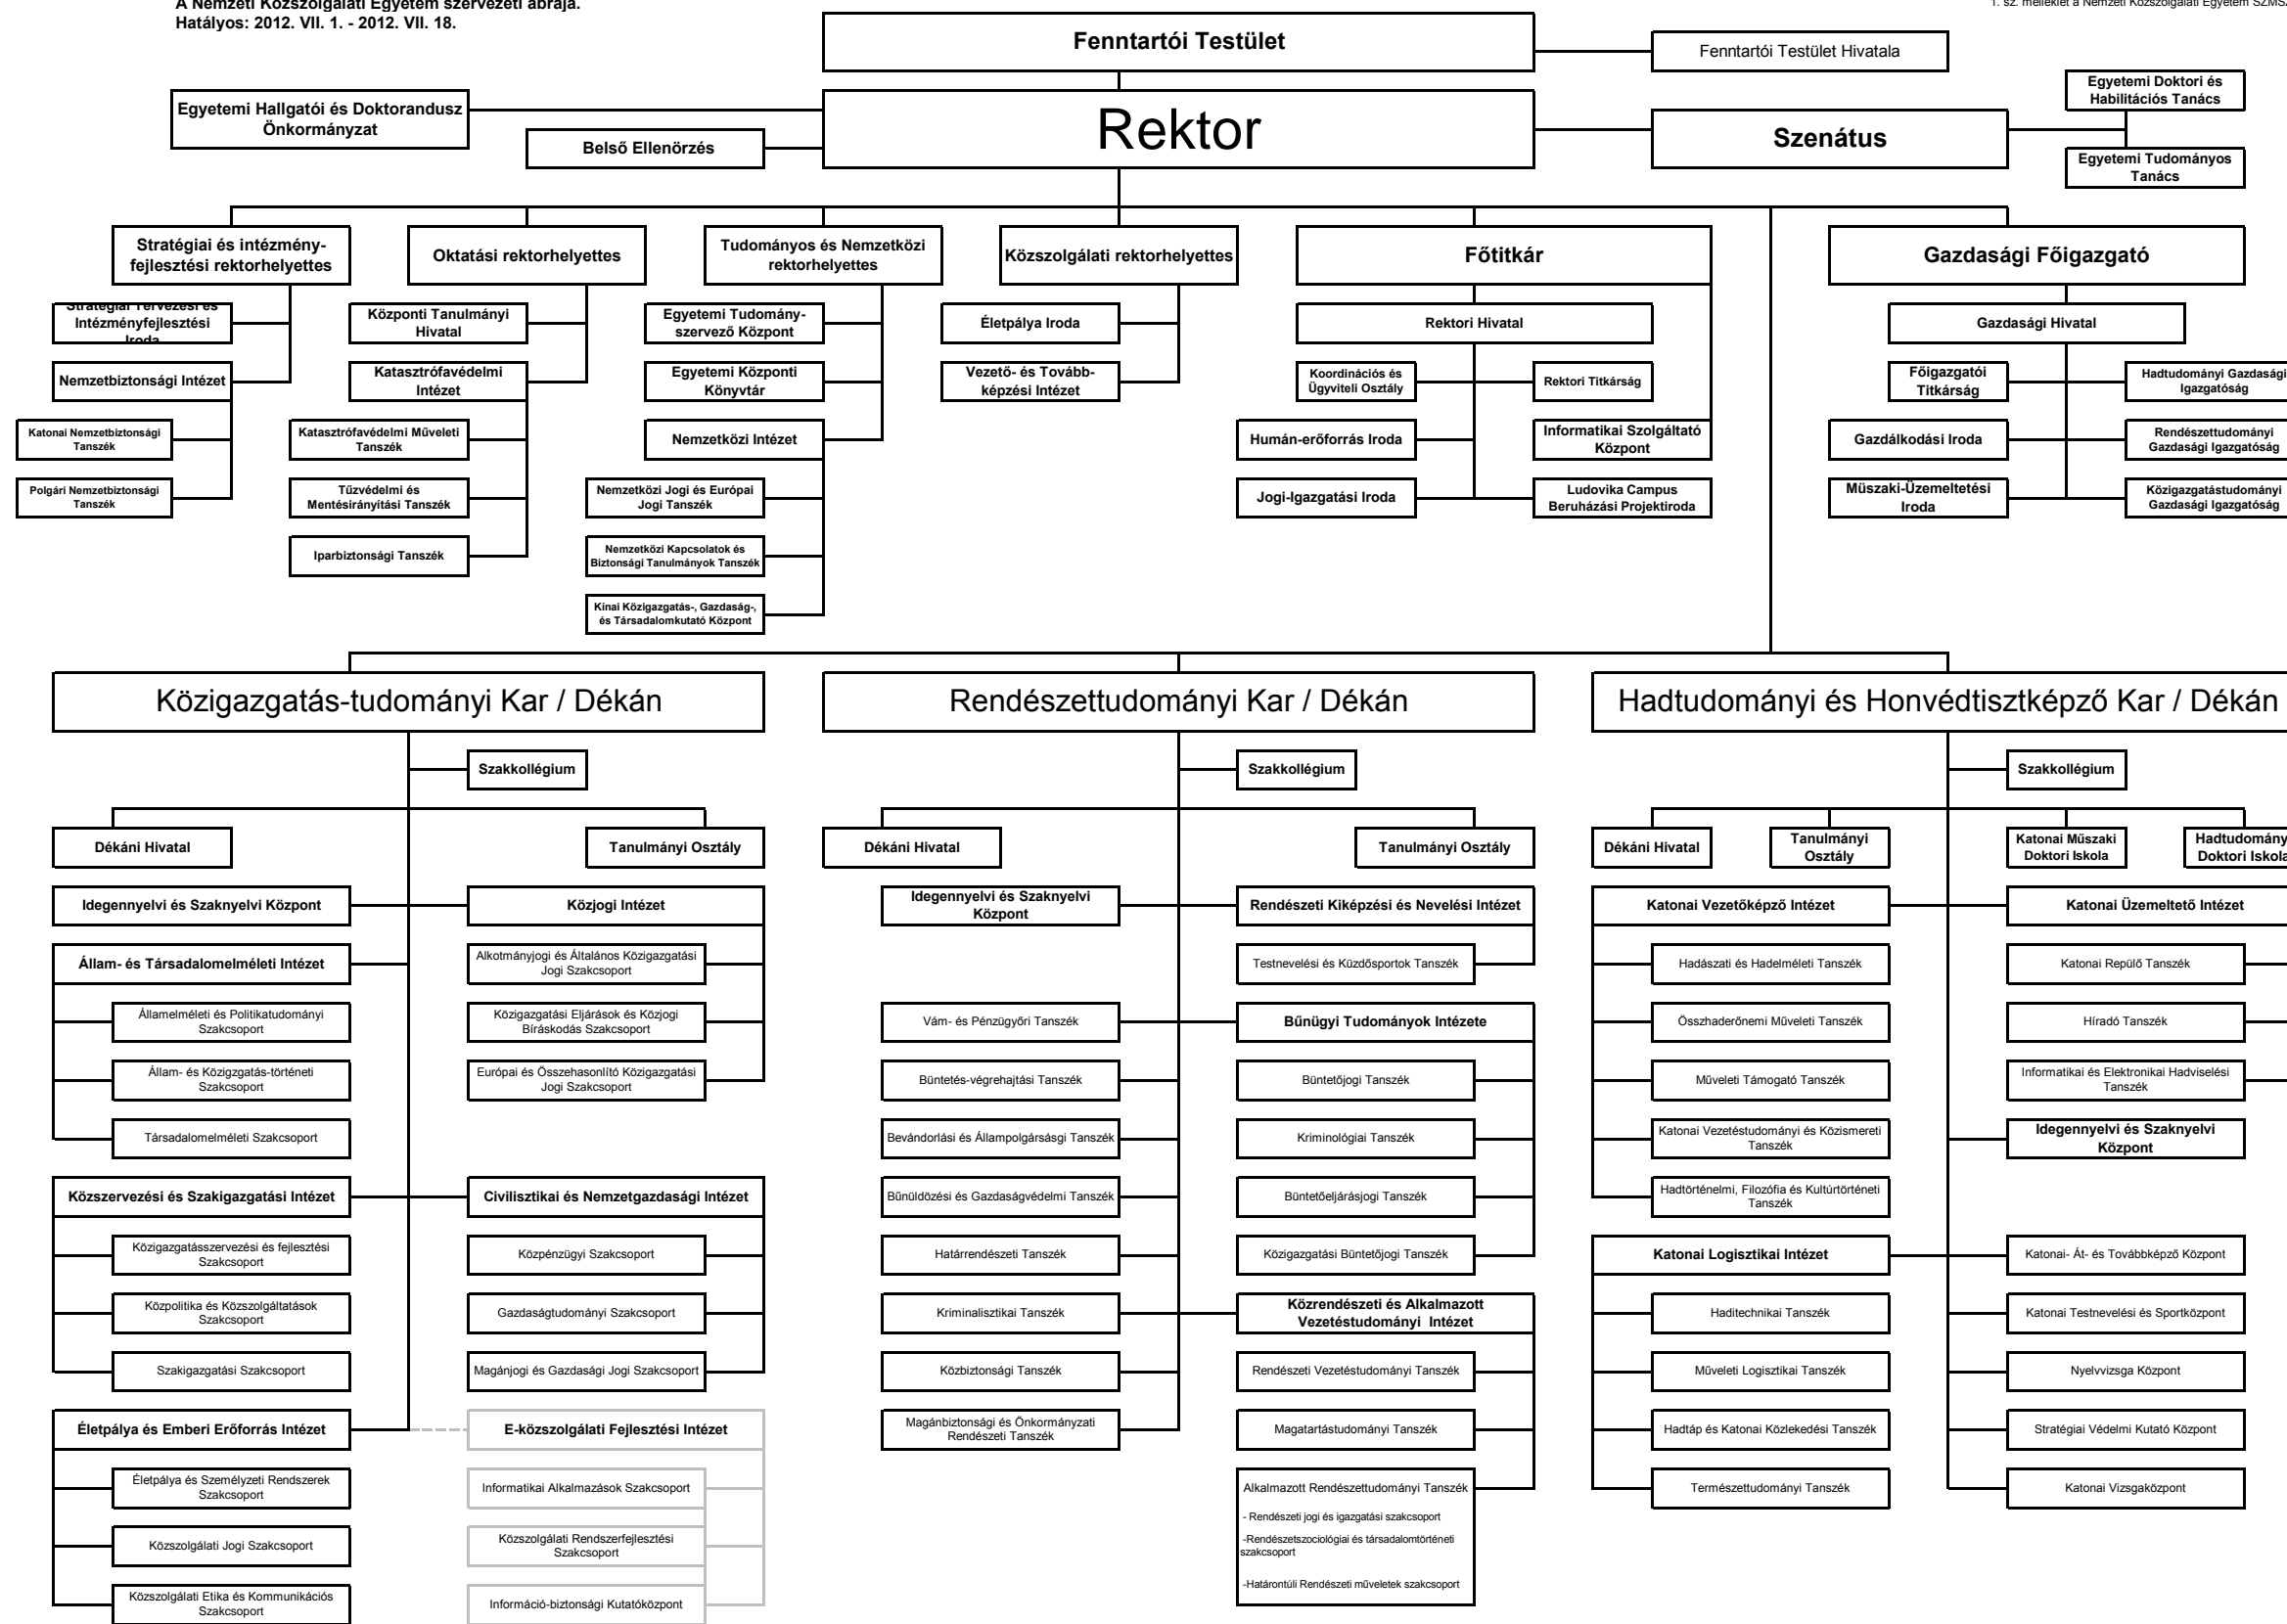 A Nemzeti Közszolgálati Egyetem szervezeti ábrája.
Hatályos: 2012. VII. 1. - 2012. VII. 18.
1. sz. melléklet a Nemzeti Közszolgálati Egyetem
Fenntartói Testület
Fenntartói Testület Hivatala
Egyetemi Hallgatói és Doktorandusz
Önkormányzat
Belső Ellenörzés
Rektor
Szenátus
Egyetemi Doktori és
Habilitációs Tanács
Egyetemi Tudományos
Tanács
Stratégiai és intézmény-
fejlesztési rektorhelyettes
Oktatási rektorhelyettes
Tudományos és Nemzetközi
rektorhelyettes
Közszolgálati rektorhelyettes
Főtitkár
Gazdasági Főigazgató
Stratégiai Tervezési és
Intézményfejlesztési
Iroda
Nemzetbiztonsági Intézet
Katonai Nemzetbiztonsági
Tanszék
Polgári Nemzetbiztonsági
Tanszék
Központi Tanulmányi
Hivatal
Katasztrófavédelmi
Intézet
Katasztrófavédelmi Műveleti
Tanszék
Tűzvédelmi és
Mentésirányítási Tanszék
Iparbiztonsági Tanszék
Egyetemi Tudomány-
szervező Központ
Egyetemi Központi
Könyvtár
Nemzetközi Intézet
Nemzetközi Jogi és Európai
Jogi Tanszék
Nemzetközi Kapcsolatok és
Biztonsági Tanulmányok Tanszék
Kínai Közigazgatás-, Gazdaság-,
és Társadalomkutató Központ
Életpálya Iroda
Vezető- és Tovább-
képzési Intézet
Rektori Hivatal
Koordinációs és
Ügyviteli Osztály
Rektori Titkárság
Humán-erőforrás Iroda
Informatikai Szolgáltató
Központ
Jogi-Igazgatási Iroda
Ludovika Campus
Beruházási Projektiroda
Gazdasági Hivatal
Főigazgatói
Titkárság
Hadtudományi Gazdasági
Igazgatóság
Gazdálkodási Iroda
Rendészettudományi
Gazdasági Igazgatóság
Müszaki-Üzemeltetési
Iroda
Közigazgatástudományi
Gazdasági Igazgatóság
Közigazgatás-tudományi Kar / Dékán
Szakkollégium
Dékáni Hivatal
Tanulmányi Osztály
Idegennyelvi és Szaknyelvi Központ
Közjogi Intézet
Állam- és Társadalomelméleti Intézet
Alkotmányjogi és Általános Közigazgatási
Jogi Szakcsoport
Államelméleti és Politikatudományi
Szakcsoport
Közigazgatási Eljárások és Közjogi
Bíráskodás Szakcsoport
Állam- és Közigzgatás-történeti
Szakcsoport
Európai és Összehasonlító Közigazgatási
Jogi Szakcsoport
Társadalomelméleti Szakcsoport
Közszervezési és Szakigazgatási Intézet
Civilisztikai és Nemzetgazdasági Intézet
Közigazgatásszervezési és fejlesztési
Szakcsoport
Közpénzügyi Szakcsoport
Közpolitika és Közszolgáltatások
Szakcsoport
Gazdaságtudományi Szakcsoport
Szakigazgatási Szakcsoport
Magánjogi és Gazdasági Jogi Szakcsoport
Életpálya és Emberi Erőforrás Intézet
E-közszolgálati Fejlesztési Intézet
Életpálya és Személyzeti Rendszerek
Szakcsoport
Informatikai Alkalmazások Szakcsoport
Közszolgálati Jogi Szakcsoport
Közszolgálati Rendszerfejlesztési
Szakcsoport
Közszolgálati Etika és Kommunikációs
Szakcsoport
Információ-biztonsági Kutatóközpont
Rendészettudományi Kar / Dékán
Szakkollégium
Dékáni Hivatal
Tanulmányi Osztály
Idegennyelvi és Szaknyelvi
Központ
Rendészeti Kiképzési és Nevelési Intézet
Testnevelési és Küzdősportok Tanszék
Vám- és Pénzügyőri Tanszék
Bűnügyi Tudományok Intézete
Büntetés-végrehajtási Tanszék
Büntetőjogi Tanszék
Bevándorlási és Állampolgársásgi Tanszék
Kriminológiai Tanszék
Bűnüldözési és Gazdaságvédelmi Tanszék
Büntetőeljárásjogi Tanszék
Határrendészeti Tanszék
Közigazgatási Büntetőjogi Tanszék
Kriminalisztikai Tanszék
Közrendészeti és Alkalmazott
Vezetéstudományi Intézet
Közbiztonsági Tanszék
Rendészeti Vezetéstudományi Tanszék
Magánbiztonsági és Önkormányzati
Rendészeti Tanszék
Magatartástudományi Tanszék
Alkalmazott Rendészettudományi Tanszék
- Rendészeti jogi és igazgatási szakcsoport
-Rendészetszociológiai és társadalomtörténeti
szakcsoport
-Határontúli Rendészeti műveletek szakcsoport
Hadtudományi és Honvédtisztképző Kar / Dékán
Szakkollégium
Dékáni Hivatal
Tanulmányi
Osztály
Katonai Műszaki
Doktori Iskola
Hadtudomány
Doktori Iskola
Katonai Vezetőképző Intézet
Katonai Üzemeltető Intézet
Hadászati és Hadelméleti Tanszék
Katonai Repülő Tanszék
Összhaderőnemi Műveleti Tanszék
Híradó Tanszék
Műveleti Támogató Tanszék
Informatikai és Elektronikai Hadviselési
Tanszék
Katonai Vezetéstudományi és Közismereti
Tanszék
Idegennyelvi és Szaknyelvi
Központ
Hadtörténelmi, Filozófia és Kultúrtörténeti
Tanszék
Katonai Logisztikai Intézet
Katonai- Át- és Továbbképző Központ
Haditechnikai Tanszék
Katonai Testnevelési és Sportközpont
Műveleti Logisztikai Tanszék
Nyelvvizsga Központ
Hadtáp és Katonai Közlekedési Tanszék
Stratégiai Védelmi Kutató Központ
Természettudományi Tanszék
Katonai Vizsgaközpont